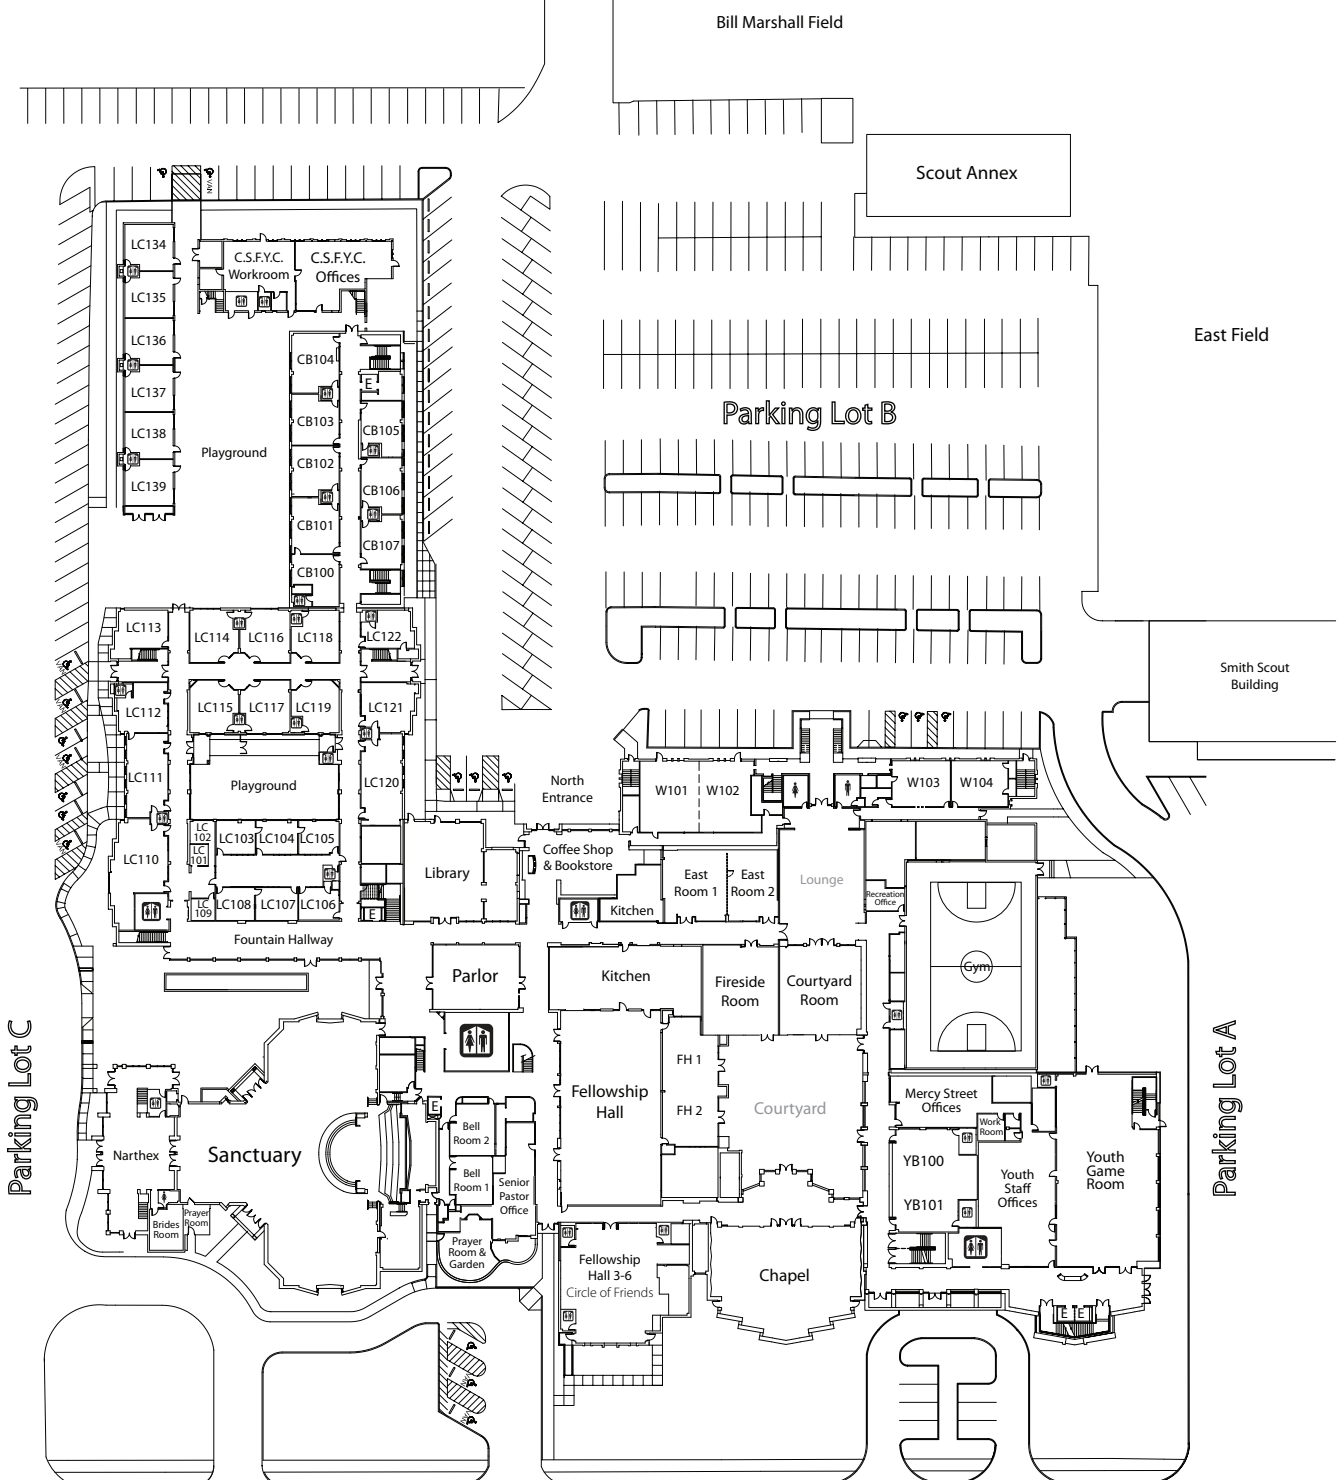 Bill Marshall Field
Scout Annex
VAN
LC134
C.S.F.Y.C.
Workroom
C.S.F.Y.C.
Offices
LC135
LC136
East Field
CB104
E
LC137
Parking Lot B
CB103
CB105
LC138
Playground
CB102
LC139
CB106
CB101
CB107
CB100
LC113
LC114
LC116
LC118
LC122
Smith Scout
Building
LC112
LC115
LC117
LC119
LC121
LC111
Playground
LC120
North
Entrance
W101
W102
W103
W104
LC
102
LC103
LC104
LC105
LC
101
LC110
Coffee Shop
& Bookstore
Library
East
Room 1
East
Room 2
Lounge
Recreation
Office
LC
109
LC108
LC107
LC106
E
Kitchen
Fountain Hallway
Parlor
Kitchen
Fireside
Room
Courtyard
Room
Gym
Parking Lot C
Parking Lot A
FH 1
Fellowship
Hall
FH 2
Courtyard
Mercy Street
Offices
Work
Room
E
Bell
Room 2
Narthex
Sanctuary
Bell
Room 1
Senior
Pastor
Office
YB100
YB101
Youth
Staff
Offices
Youth
Game
Room
Brides
Room
Prayer
Room
Prayer
Room &
Garden
Fellowship
Hall 3-6
Circle of Friends
Chapel
E
E